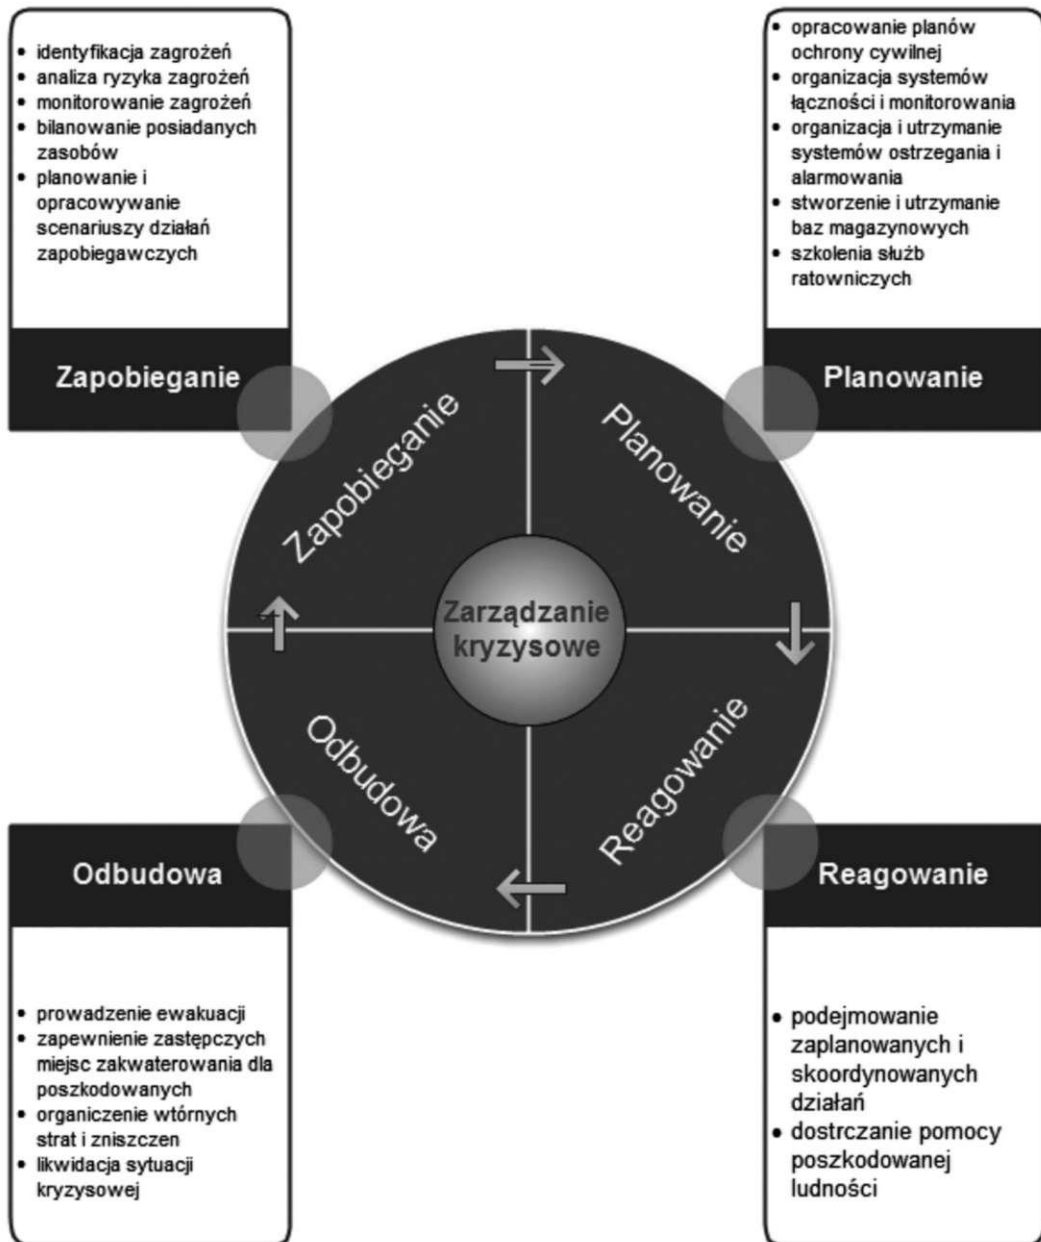 • identyfikacja zagrożeń
• analiza ryzyka zagrożeń
• monitorowanie zagrożeń
• bilanowanie posiadanych
zasobów
• planowanie i
opracowywanie
scenariuszy działań
zapobiegawczych
Zapobieganie
• opracowanie planów
ochrony cywilnej
• organizacja systemów
łączności i monitorowania
• organizacja i utrzymanie
systemów ostrzegania i
alarmowania
• stworzenie i utrzymanie
baz magazynowych
• szkolenia służb
ratowniczych
Planowanie
Zapobieganie
Planowanie
Zarządzanie
kryzysowe
Odbudowa
Reagowanie
Odbudowa
• prowadzenie ewakuacji
• zapewnienie zastępczych
miejsc zakwaterowania dla
poszkodowanych
• organiczenie wtórnych
strat i zniszczen
• likwidacja sytuacji
kryzysowej
Reagowanie
• podejmowanie
zaplanowanych i
skoordynowanych
działań
• dostrczanie pomocy
poszkodowanej
ludności